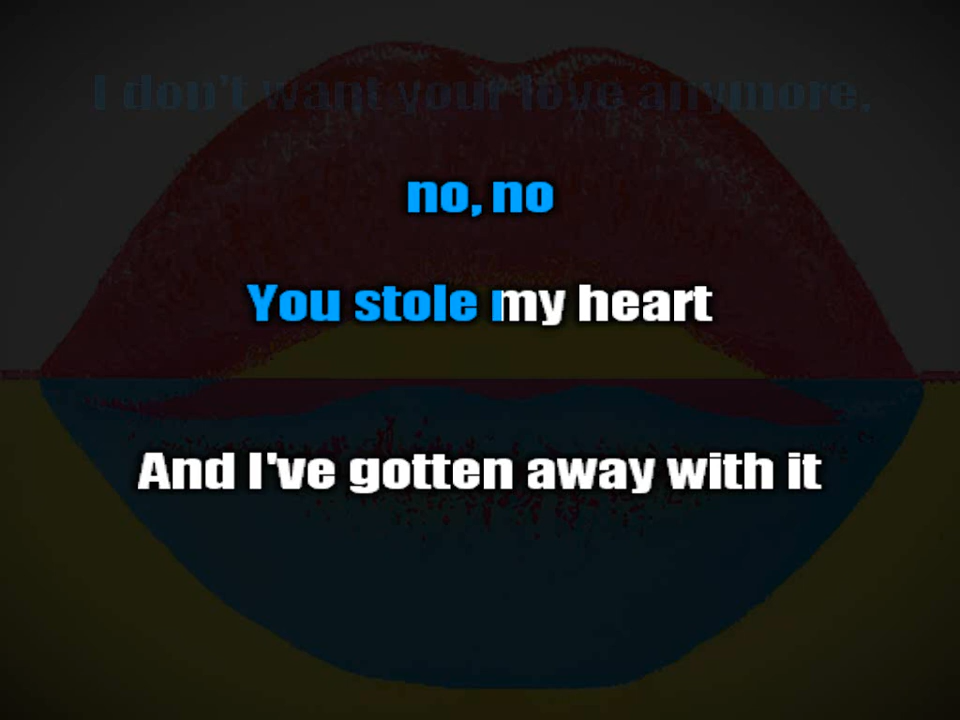 I don't want your love anymore,
no, no
You stole my heart
And I've gotten away with it